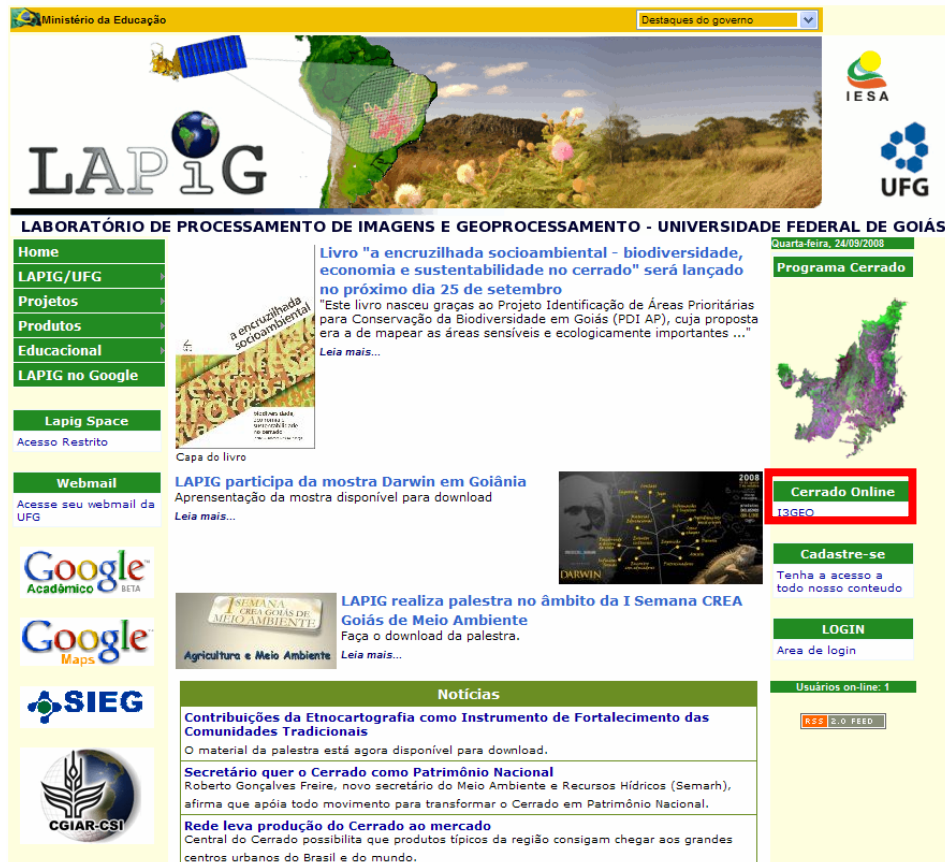 Ministério da Educação
Destaques do governo
LAPiG
IESA
UFG
LABORATÓRIO DE PROCESSAMENTO DE IMAGENS E GEOPROCESSAMENTO - UNIVERSIDADE FEDERAL DE GOIÁS
Home
LAPIG/UFG
Projetos
Produtos
Educacional
LAPIG no Google
Lapig Space
Acesso Restrito
Webmail
Acesse seu webmail da
UFG
Google
Acadêmico BETA
Google
Maps
SIEG
CGIAR-CSI
a encruzilhada
socioambiental
Capa do livro
Livro "a encruzilhada socioambiental - biodiversidade,
economia e sustentabilidade no cerrado" será lançado
no próximo dia 25 de setembro
"Este livro nasceu graças ao Projeto Identificação de Áreas Prioritárias
para Conservação da Biodiversidade em Goiás (PDI AP), cuja proposta
era a de mapear as áreas sensíveis e ecologicamente importantes ..."
Leia mais...
LAPIG participa da mostra Darwin em Goiânia
Aprensentação da mostra disponível para download
Leia mais...
2008
DARWIN
I SEMANA
CREA GOIÁS DE
MEIO AMBIENTE
Agricultura e Meio Ambiente
LAPIG realiza palestra no âmbito da I Semana CREA
Goiás de Meio Ambiente
Faça o download da palestra.
Leia mais...
Notícias
Contribuições da Etnocartografia como Instrumento de Fortalecimento das
Comunidades Tradicionais
O material da palestra está agora disponível para download.
Secretário quer o Cerrado como Patrimônio Nacional
Roberto Gonçalves Freire, novo secretário do Meio Ambiente e Recursos Hídricos (Semarh),
afirma que apóia todo movimento para transformar o Cerrado em Patrimônio Nacional.
Rede leva produção do Cerrado ao mercado
Central do Cerrado possibilita que produtos típicos da região consigam chegar aos grandes
centros urbanos do Brasil e do mundo.
Quarta-feira, 24/09/2008
Programa Cerrado
Cerrado Online
I3GEO
Cadastre-se
Tenha a acesso a
todo nosso conteudo
LOGIN
Area de login
Usuários on-line: 1
RSS 2.0 FEED